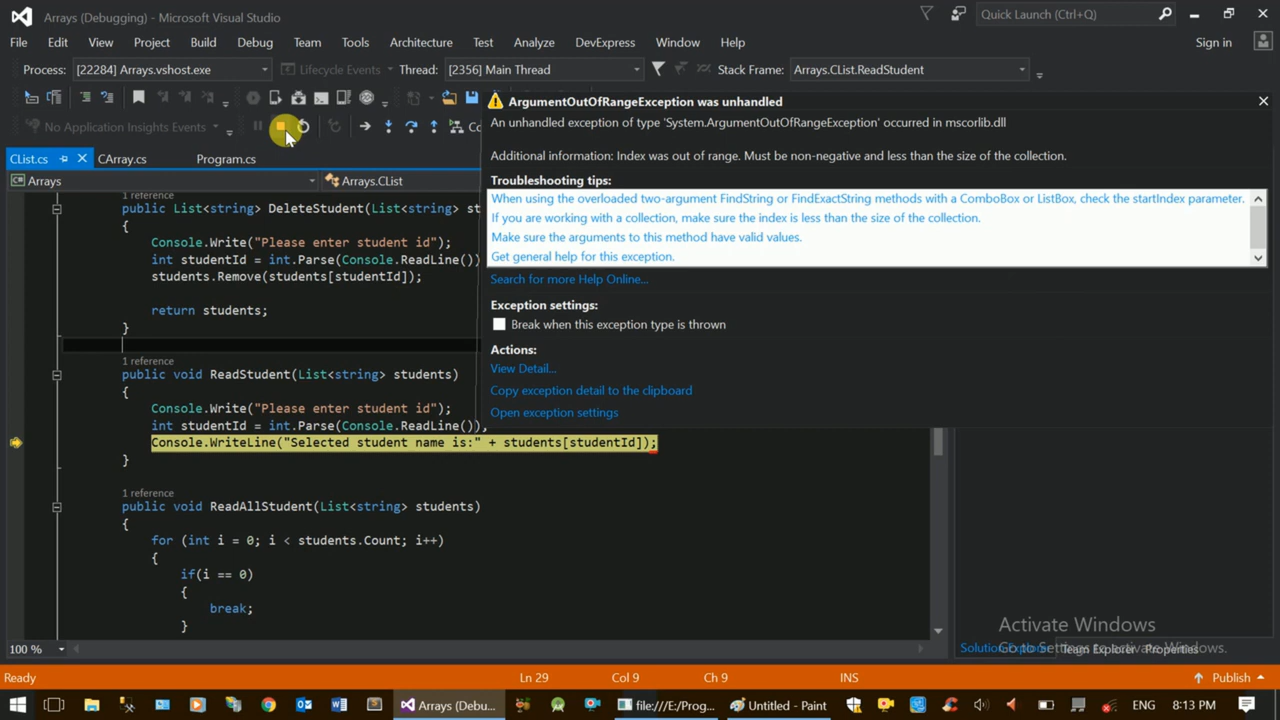 Arrays (Debugging) - Microsoft Visual Studio
Quick Launch (Ctrl+Q)
File Edit View Project Build Debug Team Tools Architecture Test Analyze DevExpress Window Help
Sign in
Process: [22284] Arrays.vshost.exe Lifecycle Events Thread: [2356] Main Thread Stack Frame: Arrays.CList.ReadStudent
No Application Insights Events Co
ArgumentOutOfRangeException was unhandled
An unhandled exception of type 'System.ArgumentOutOfRangeException' occurred in mscorlib.dll
Additional information: Index was out of range. Must be non-negative and less than the size of the collection.
Troubleshooting tips:
When using the overloaded two-argument FindString or FindExactString methods with a ComboBox or ListBox, check the startIndex parameter.
If you are working with a collection, make sure the index is less than the size of the collection.
Make sure the arguments to this method have valid values.
Get general help for this exception.
Search for more Help Online...
Exception settings:
Break when this exception type is thrown
Actions:
View Detail...
Copy exception detail to the clipboard
Open exception settings
CList.cs CArray.cs Program.cs
Arrays Arrays.CList
1 reference
public List<string> DeleteStudent(List<string> st
{
Console.Write("Please enter student id");
int studentId = int.Parse(Console.ReadLine())
students.Remove(students[studentId]);
return students;
}
1 reference
public void ReadStudent(List<string> students)
{
Console.Write("Please enter student id");
int studentId = int.Parse(Console.ReadLine());
Console.WriteLine("Selected student name is:" + students[studentId]);
}
1 reference
public void ReadAllStudent(List<string> students)
{
for (int i = 0; i < students.Count; i++)
{
if(i == 0)
{
break;
}
100 %
Activate Windows
Go to Settings to activate Windows.
Solution Explorer Team Explorer Properties
Ready Ln 29 Col 9 Ch 9 INS Publish
Arrays (Debu... file:///E:/Prog... Untitled - Paint ENG 8:13 PM